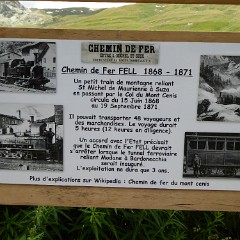 CHEMIN DE FER
Chemin de Fer FELL 1868 - 1871
Un petit train de montagne reliant
St Michel de Maurienne à Suza
en passant par le Col du Mont Cenis
circula du 15 Juin 1868
au 19 Septembre 1871
Il pouvait transporter 48 voyageurs et
des marchandises. Le voyage durait
5 heures (12 heures en diligence).
Un accord avec l'Etat précisait
que le Chemin de Fer FELL devrait
s'arrêter lorsque le tunnel ferroviaire
reliant Modane à Bardonecchia
serait inauguré.
L'exploitation ne dura que 3 ans.
Plus d'explications sur Wikipedia : Chemin de fer du mont cenis